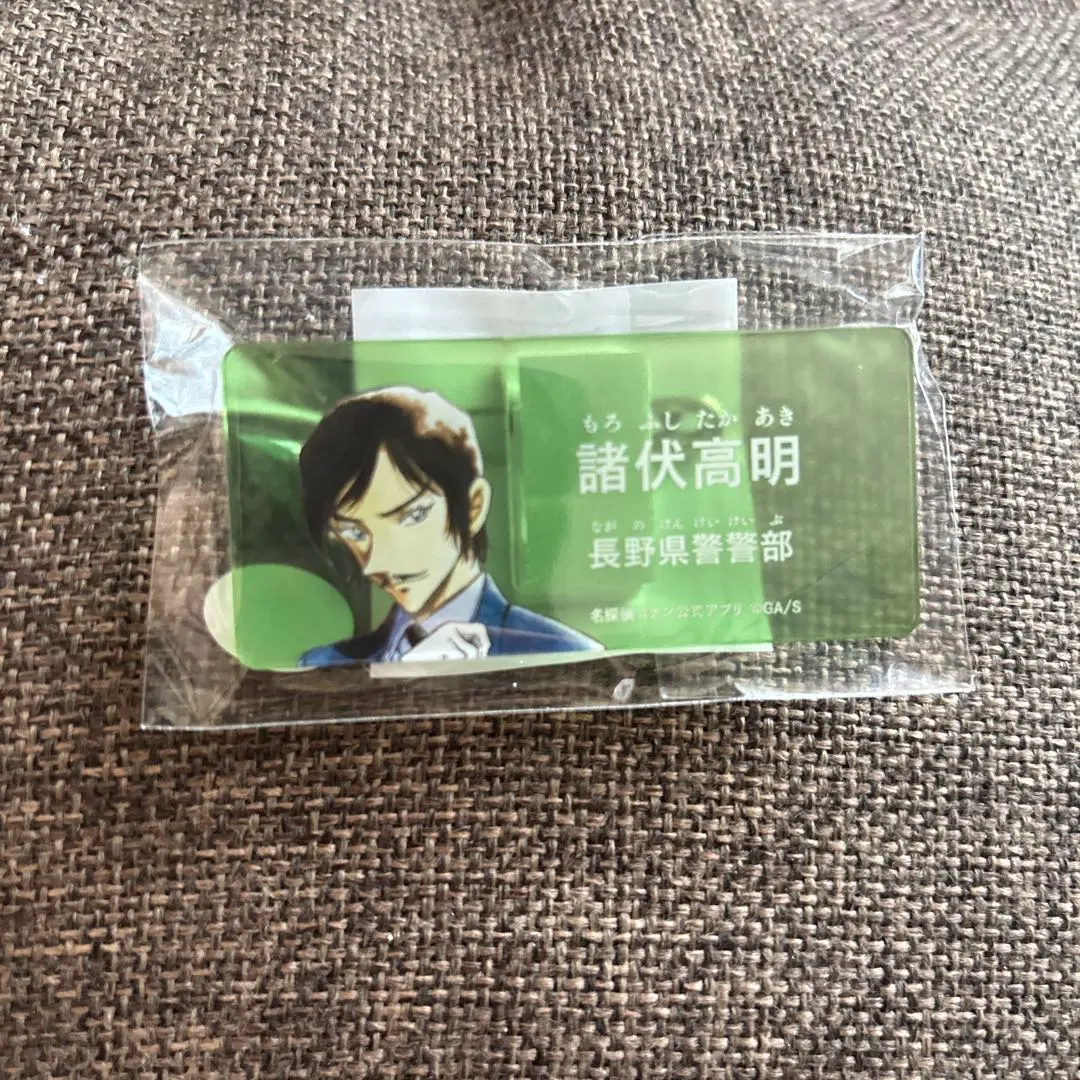 もろ ふし たか あき
諸伏高明
なが の けん けい けい ぶ
長野県警警部
名探偵コナン公式アプリ ©GA/S